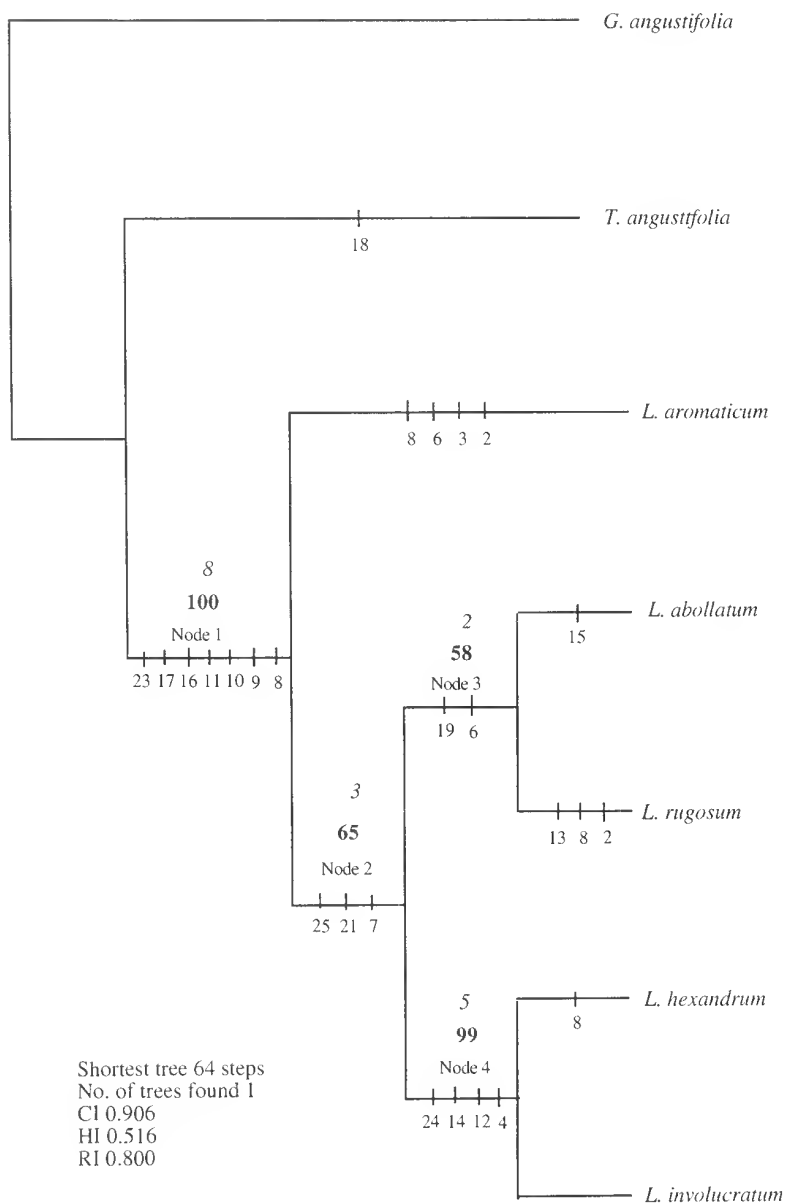 G. angustifolia
T. angusttfolia
18
L. aromaticum
8 6 3 2
8
100
Node 1
23 17 16 11 10 9 8
L. abollatum
15
2
58
Node 3
19 6
L. rugosum
13 8 2
3
65
Node 2
25 21 7
L. hexandrum
8
5
99
Node 4
24 14 12 4
L. involucratum
Shortest tree 64 steps
No. of trees found 1
CI 0.906
HI 0.516
RI 0.800